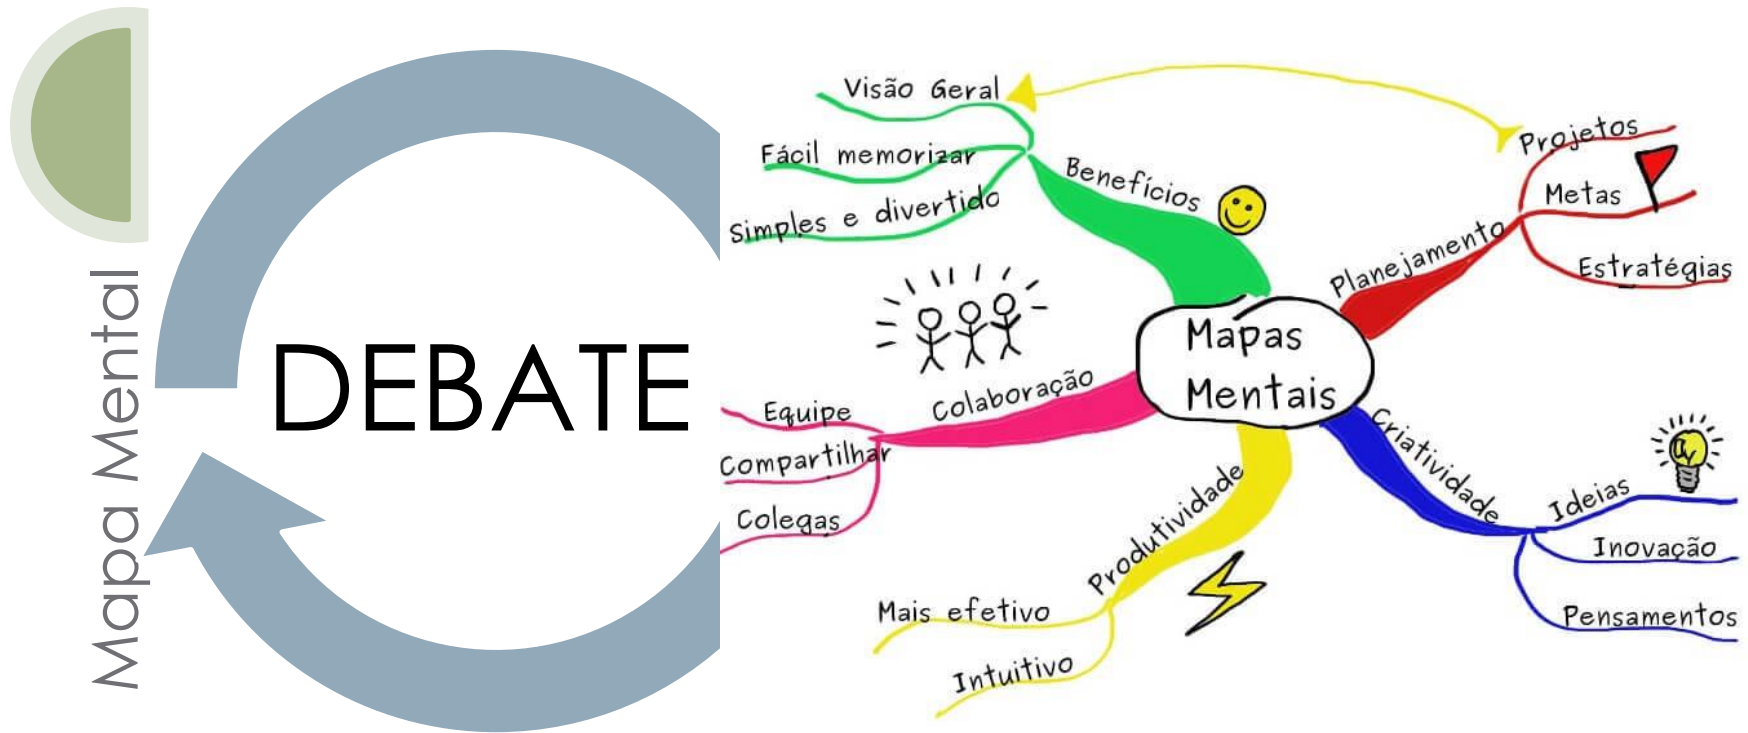 Mapa Mental
DEBATE
Mapas
Mentais
Benefícios
Visão Geral
Fácil memorizar
Simples e divertido
Planejamento
Projetos
Metas
Estratégias
Colaboração
Equipe
Compartilhar
Colegas
Produtividade
Mais efetivo
Intuitivo
Criatividade
Ideias
Inovação
Pensamentos